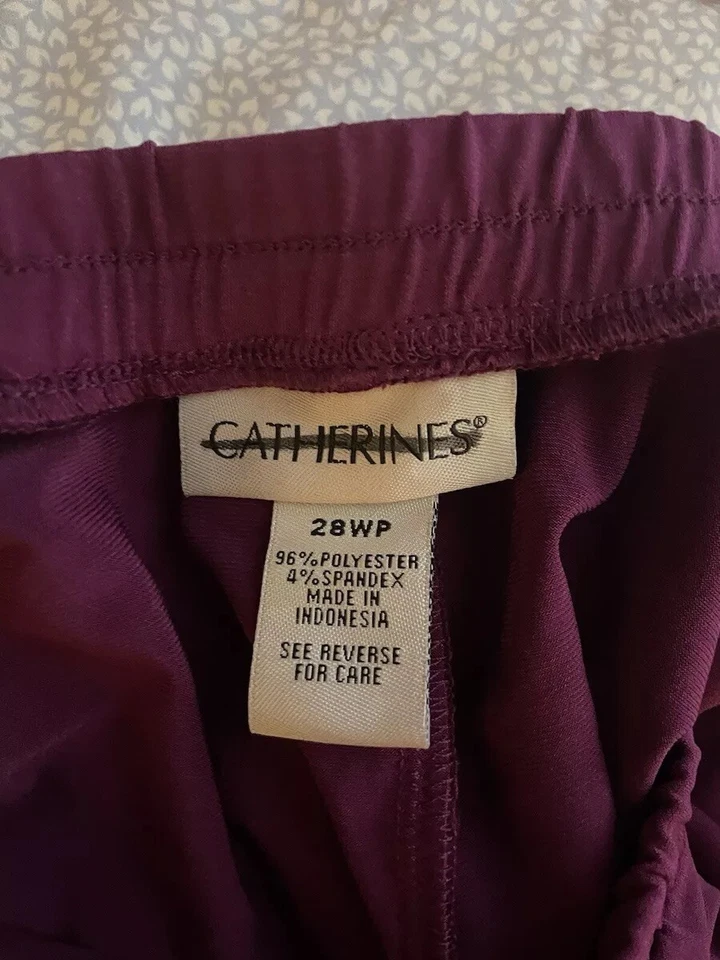 CATHERINES®
28WP
96%POLYESTER
4%SPANDEX
MADE IN
INDONESIA
SEE REVERSE
FOR CARE